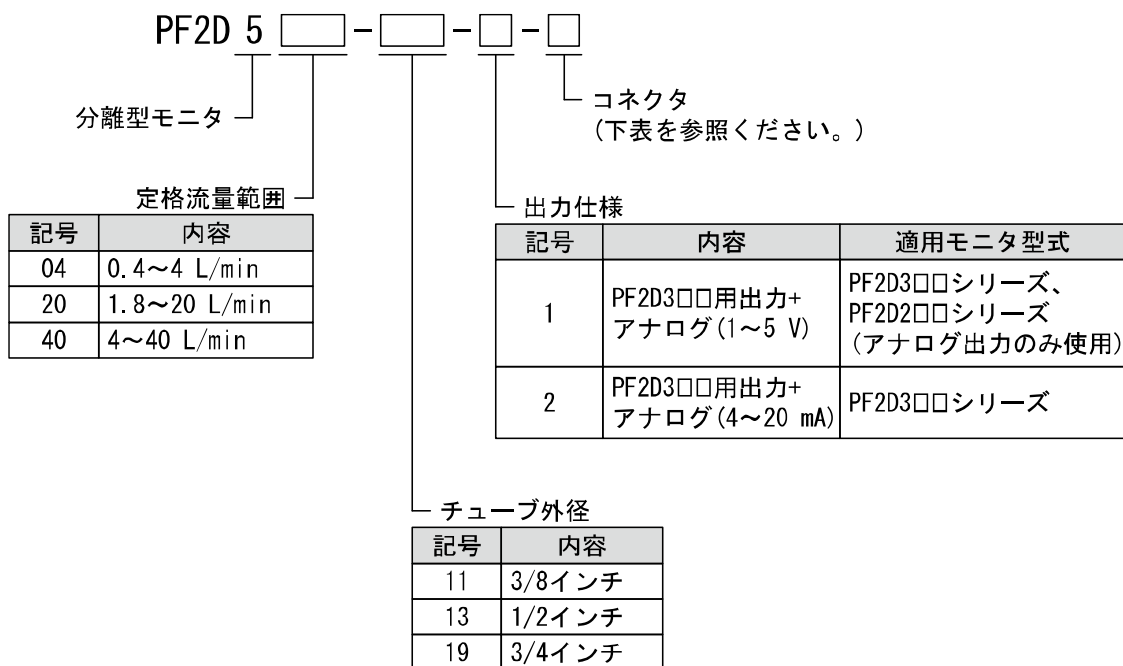 PF2D 5 □-□-□-□
分離型モニタ
コネクタ
(下表を参照ください。)
定格流量範囲
記号 内容
04 0.4～4 L/min
20 1.8～20 L/min
40 4～40 L/min
出力仕様
記号 内容 適用モニタ型式
1 PF2D3□□用出力+
アナログ(1～5 V)
PF2D3□□シリーズ、
PF2D2□□シリーズ
(アナログ出力のみ使用)
2 PF2D3□□用出力+
アナログ(4～20 mA)
PF2D3□□シリーズ
チューブ外径
記号 内容
11 3/8インチ
13 1/2インチ
19 3/4インチ